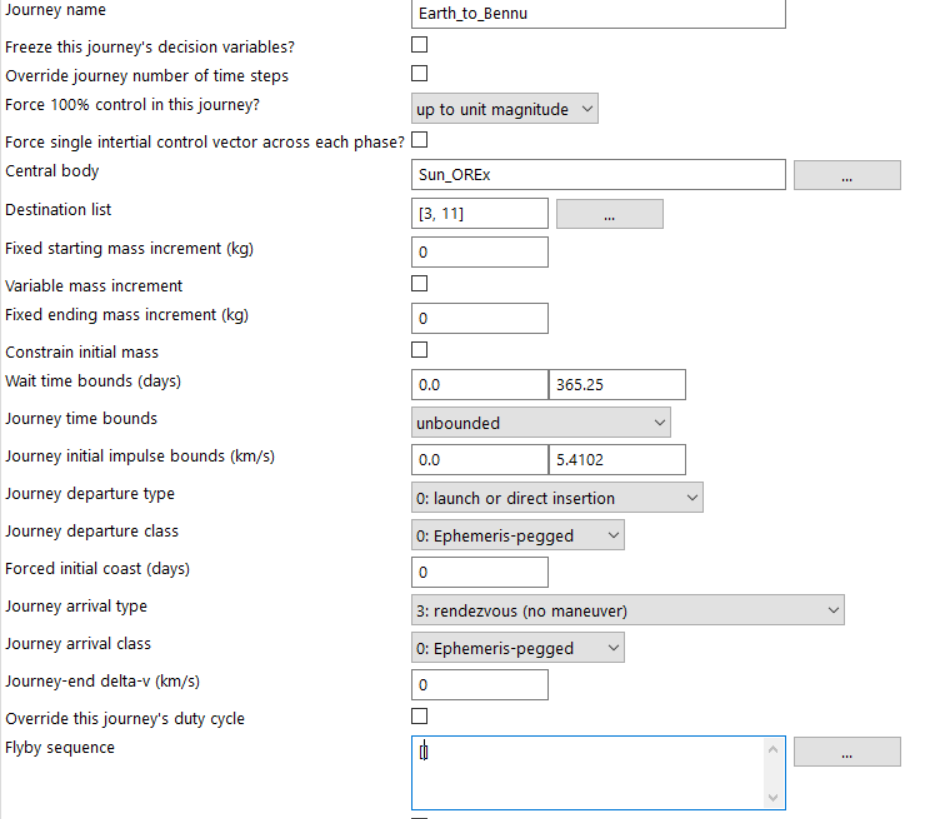 Journey name Earth_to_Bennu
Freeze this journey's decision variables?
Override journey number of time steps
Force 100% control in this journey? up to unit magnitude
Force single intertial control vector across each phase?
Central body Sun_OREx ...
Destination list [3, 11] ...
Fixed starting mass increment (kg) 0
Variable mass increment
Fixed ending mass increment (kg) 0
Constrain initial mass
Wait time bounds (days) 0.0 365.25
Journey time bounds unbounded
Journey initial impulse bounds (km/s) 0.0 5.4102
Journey departure type 0: launch or direct insertion
Journey departure class 0: Ephemeris-pegged
Forced initial coast (days) 0
Journey arrival type 3: rendezvous (no maneuver)
Journey arrival class 0: Ephemeris-pegged
Journey-end delta-v (km/s) 0
Override this journey's duty cycle
Flyby sequence [] ...